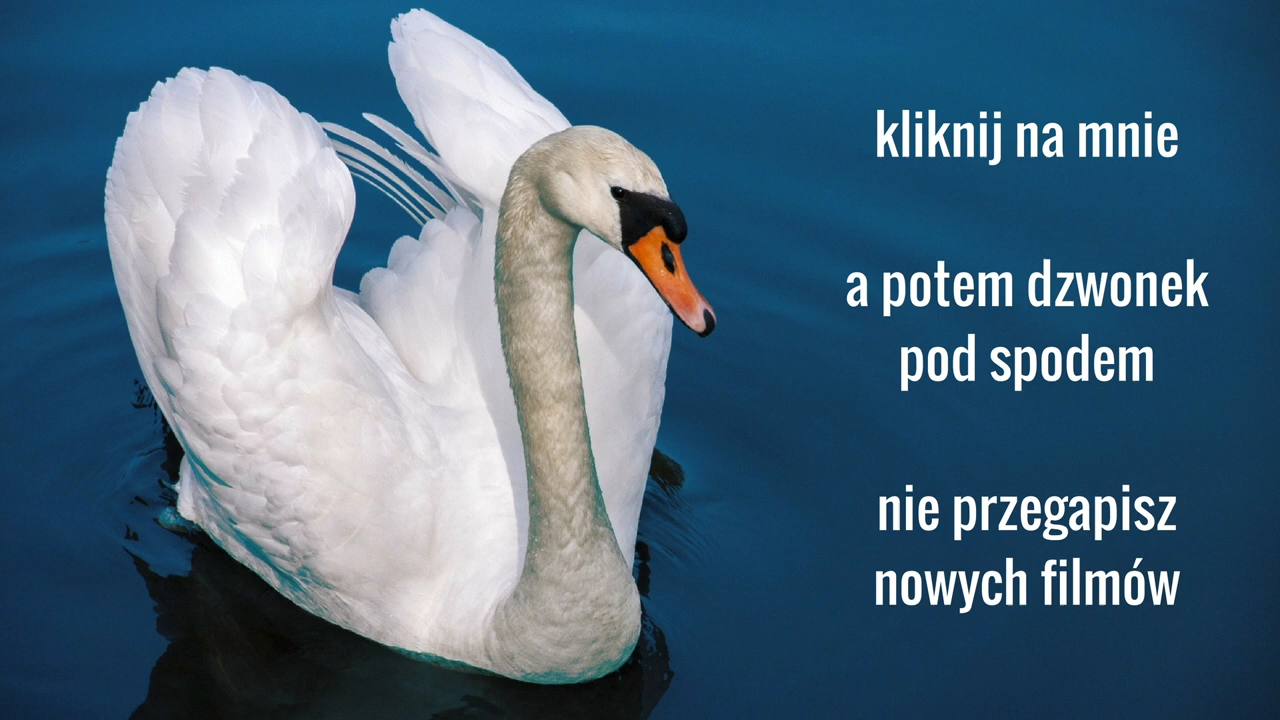 kliknij na mnie
a potem dzwonek
pod spodem
nie przegapisz
nowych filmów